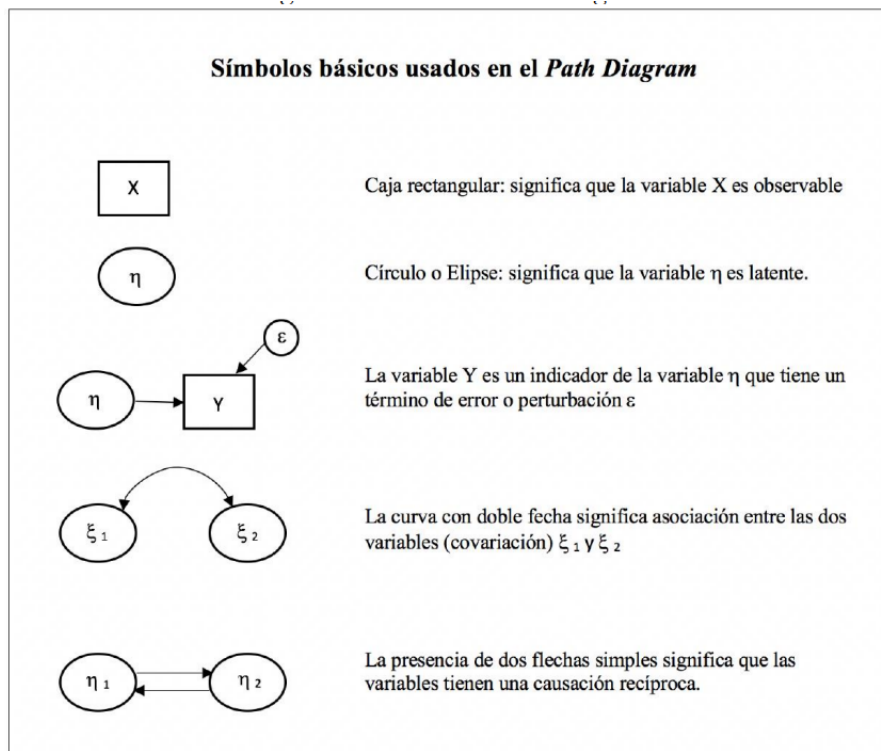 Símbolos básicos usados en el Path Diagram
X
Caja rectangular: significa que la variable X es observable
η
Círculo o Elipse: significa que la variable η es latente.
ε
η
Y
La variable Y es un indicador de la variable η que tiene un
término de error o perturbación ε
ξ 1
ξ 2
La curva con doble fecha significa asociación entre las dos
variables (covariación) ξ 1 y ξ 2
η 1
η 2
La presencia de dos flechas simples significa que las
variables tienen una causación recíproca.